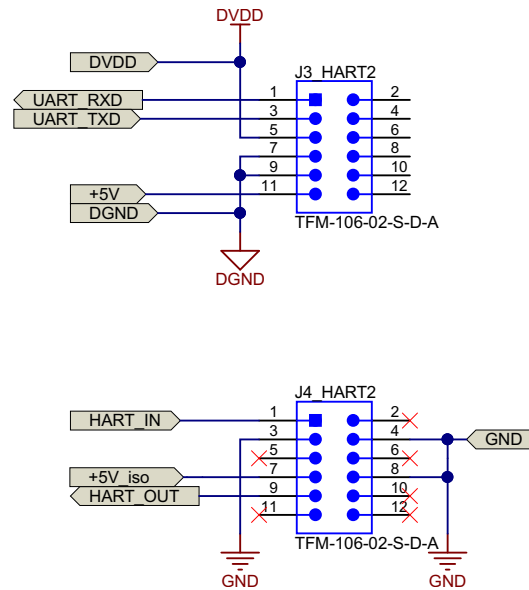 DVDD
DVDD
J3_HART2
UART_RXD 1 2
UART_TXD 3 4
5 6
7 8
9 10
+5V 11 12
DGND
TFM-106-02-S-D-A
DGND
J4_HART2
HART_IN 1 2
3 4 GND
5 6
+5V_iso 7 8
HART_OUT 9 10
11 12
TFM-106-02-S-D-A
GND GND